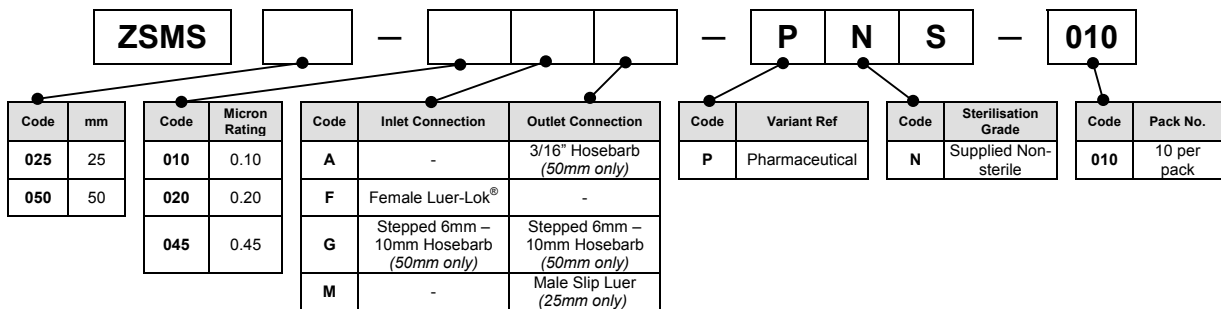 ZSMS – – P N S – 010
Code mm
025 25
050 50
Code Micron Rating
010 0.10
020 0.20
045 0.45
Code Inlet Connection Outlet Connection
A - 3/16” Hosebarb
(50mm only)
F Female Luer-Lok® -
G Stepped 6mm – 10mm Hosebarb (50mm only) Stepped 6mm – 10mm Hosebarb (50mm only)
M - Male Slip Luer
(25mm only)
Code Variant Ref
P Pharmaceutical
Code Sterilisation Grade
N Supplied Non-
sterile
Code Pack No.
010 10 per
pack